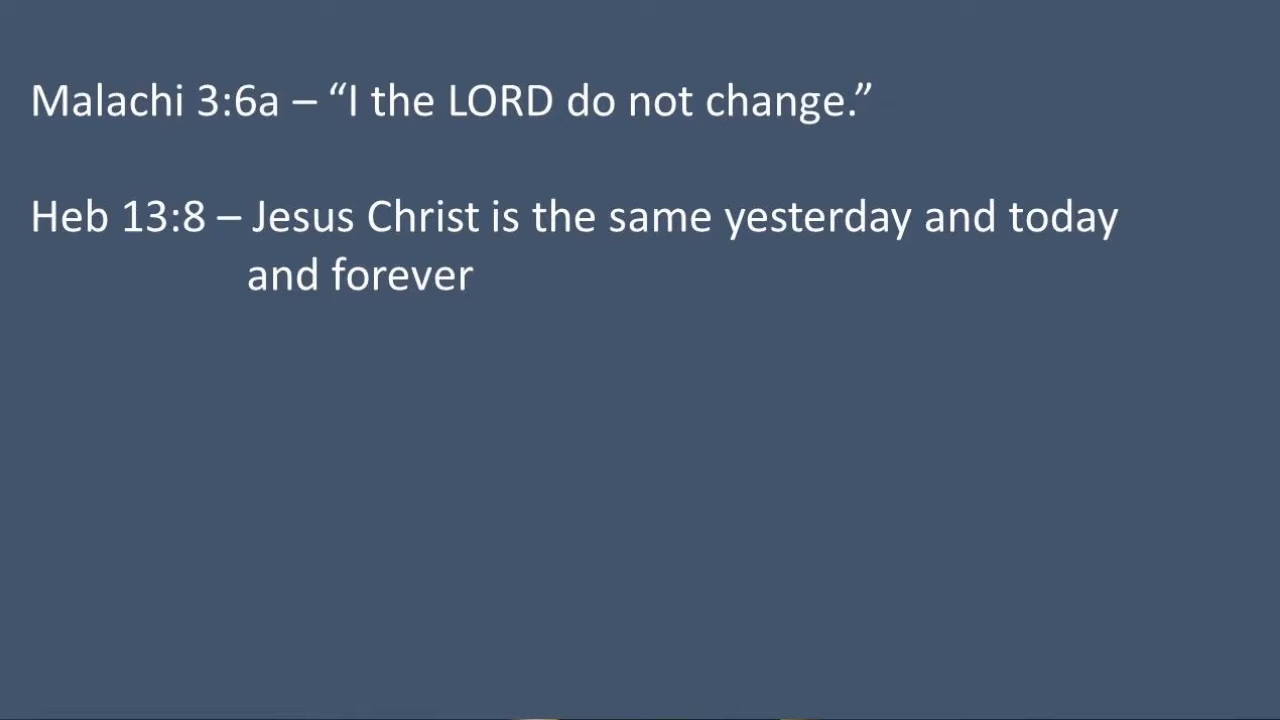 Malachi 3:6a – “I the LORD do not change.”
Heb 13:8 – Jesus Christ is the same yesterday and today
and forever